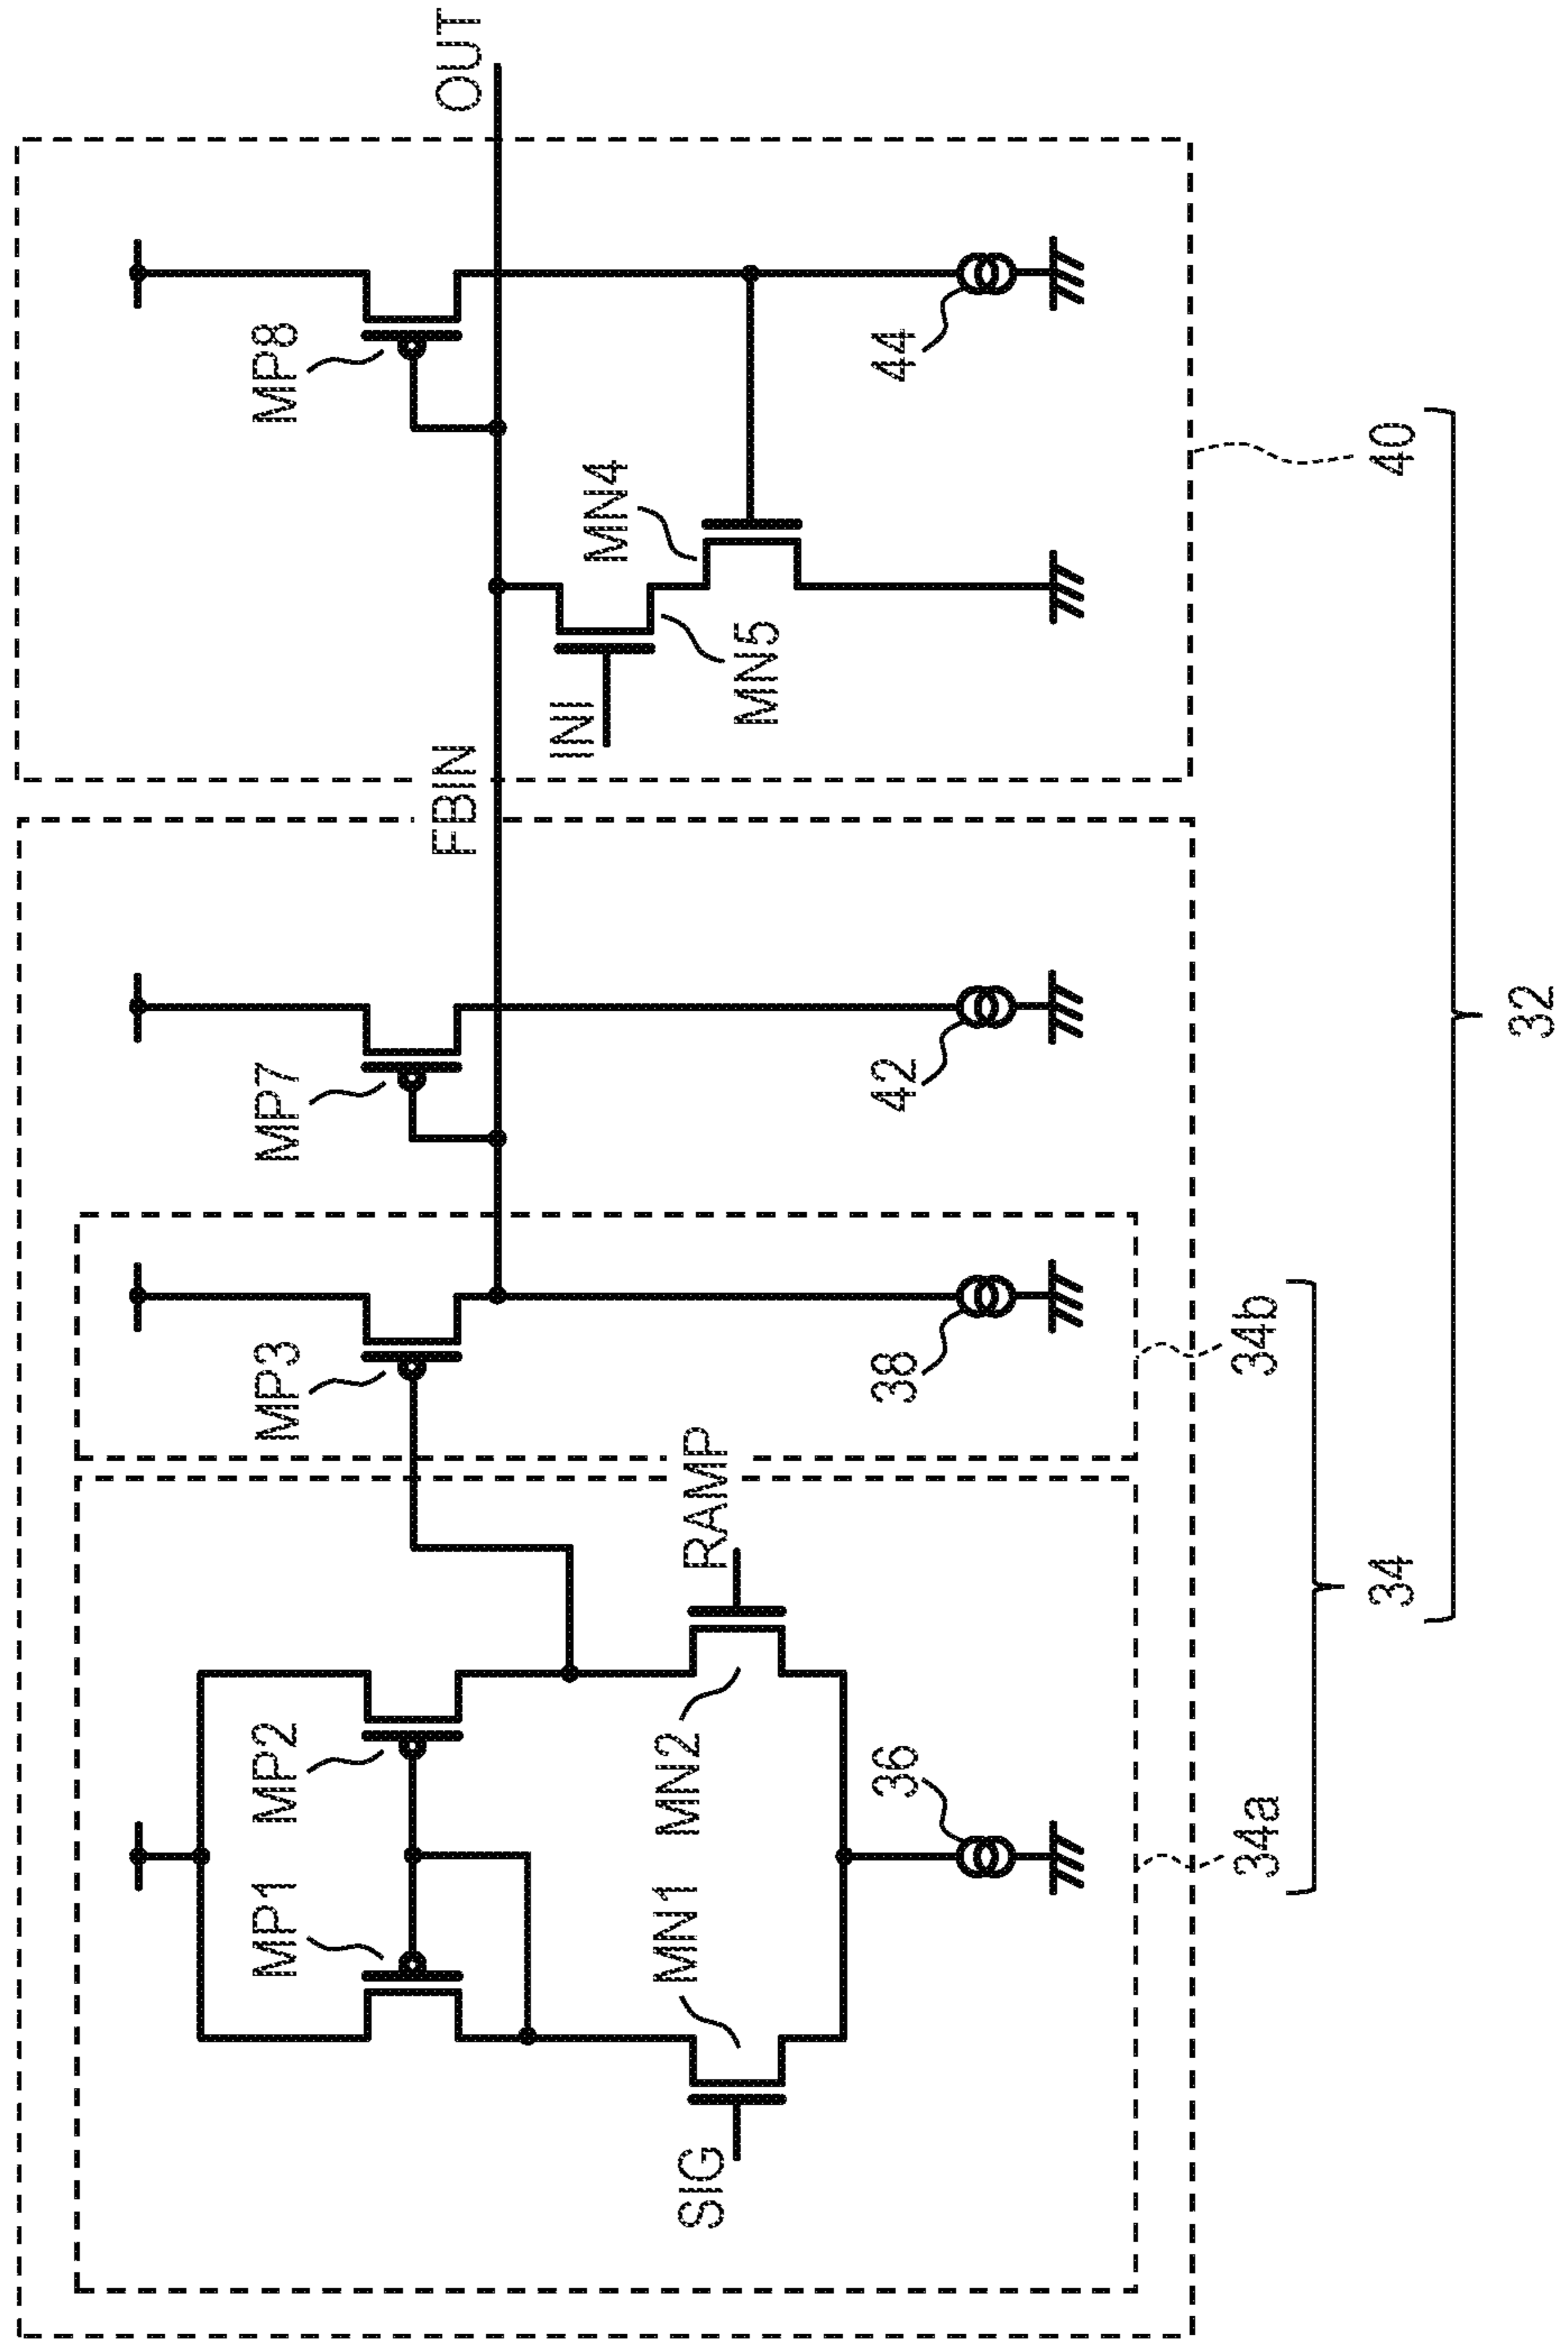 MP1
MP2
MP3
MP7
MP8
OUT
FBIN
INI
MN4
MN5
SIG
MN1
MN2
RAMP
36
38
42
44
34a
34b
40
34
32